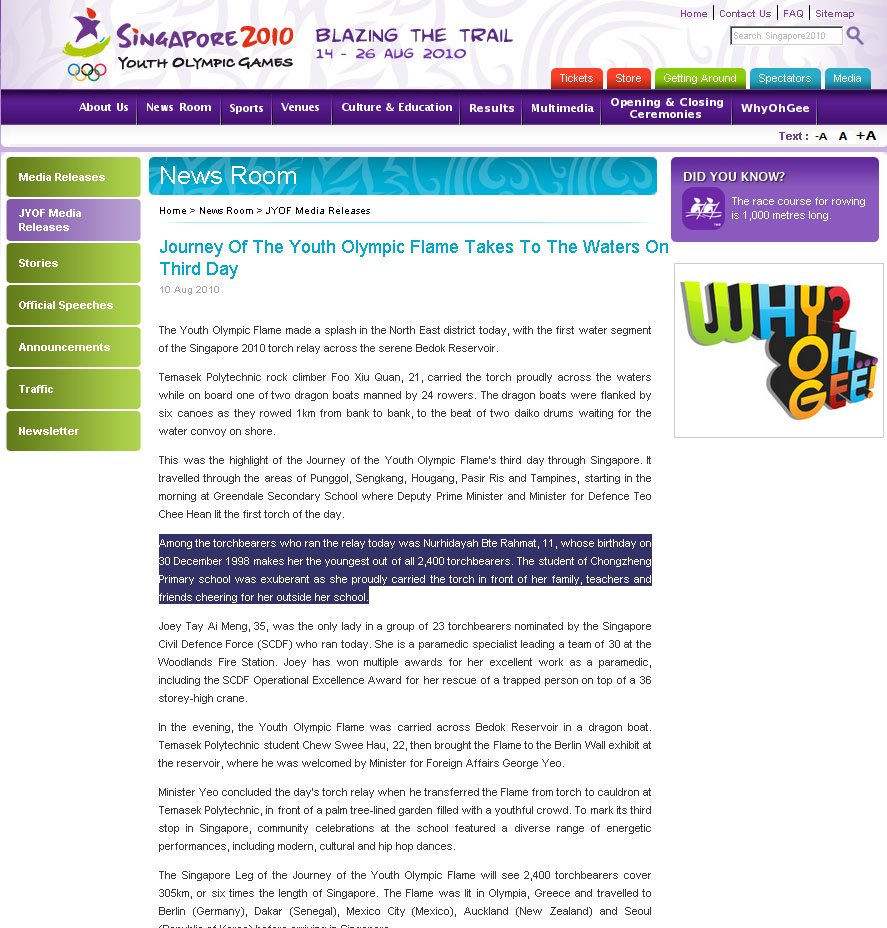 Home | Contact Us | FAQ | Sitemap
SINGAPORE2010
YOUTH OLYMPIC GAMES
BLAZING THE TRAIL
14 - 26 AUG 2010
Search Singapore2010
Tickets
Store
Getting Around
Spectators
Media
About Us
News Room
Sports
Venues
Culture & Education
Results
Multimedia
Opening & Closing
Ceremonies
WhyOhGee
Text : -A A +A
Media Releases
JYOF Media
Releases
Stories
Official Speeches
Announcements
Traffic
Newsletter
News Room
Home > News Room > JYOF Media Releases
Journey Of The Youth Olympic Flame Takes To The Waters On
Third Day
10 Aug 2010
The Youth Olympic Flame made a splash in the North East district today, with the first water segment
of the Singapore 2010 torch relay across the serene Bedok Reservoir.
Temasek Polytechnic rock climber Foo Xiu Quan, 21, carried the torch proudly across the waters
while on board one of two dragon boats manned by 24 rowers. The dragon boats were flanked by
six canoes as they rowed 1km from bank to bank, to the beat of two daiko drums waiting for the
water convoy on shore.
This was the highlight of the Journey of the Youth Olympic Flame's third day through Singapore. It
travelled through the areas of Punggol, Sengkang, Hougang, Pasir Ris and Tampines, starting in the
morning at Greendale Secondary School where Deputy Prime Minister and Minister for Defence Teo
Chee Hean lit the first torch of the day.
Among the torchbearers who ran the relay today was Nurhidayah Bte Rahmat, 11, whose birthday on
30 December 1998 makes her the youngest out of all 2,400 torchbearers. The student of Chongzheng
Primary school was exuberant as she proudly carried the torch in front of her family, teachers and
friends cheering for her outside her school.
Joey Tay Ai Meng, 35, was the only lady in a group of 23 torchbearers nominated by the Singapore
Civil Defence Force (SCDF) who ran today. She is a paramedic specialist leading a team of 30 at the
Woodlands Fire Station. Joey has won multiple awards for her excellent work as a paramedic,
including the SCDF Operational Excellence Award for her rescue of a trapped person on top of a 36
storey-high crane.
In the evening, the Youth Olympic Flame was carried across Bedok Reservoir in a dragon boat.
Temasek Polytechnic student Chew Swee Hau, 22, then brought the Flame to the Berlin Wall exhibit at
the reservoir, where he was welcomed by Minister for Foreign Affairs George Yeo.
Minister Yeo concluded the day's torch relay when he transferred the Flame from torch to cauldron at
Temasek Polytechnic, in front of a palm tree-lined garden filled with a youthful crowd. To mark its third
stop in Singapore, community celebrations at the school featured a diverse range of energetic
performances, including modern, cultural and hip hop dances.
The Singapore Leg of the Journey of the Youth Olympic Flame will see 2,400 torchbearers cover
305km, or six times the length of Singapore. The Flame was lit in Olympia, Greece and travelled to
Berlin (Germany), Dakar (Senegal), Mexico City (Mexico), Auckland (New Zealand) and Seoul
(Republic of Korea) before arriving in Singapore.
DID YOU KNOW?
The race course for rowing
is 1,000 metres long.
WHY?
OH...
GEE!